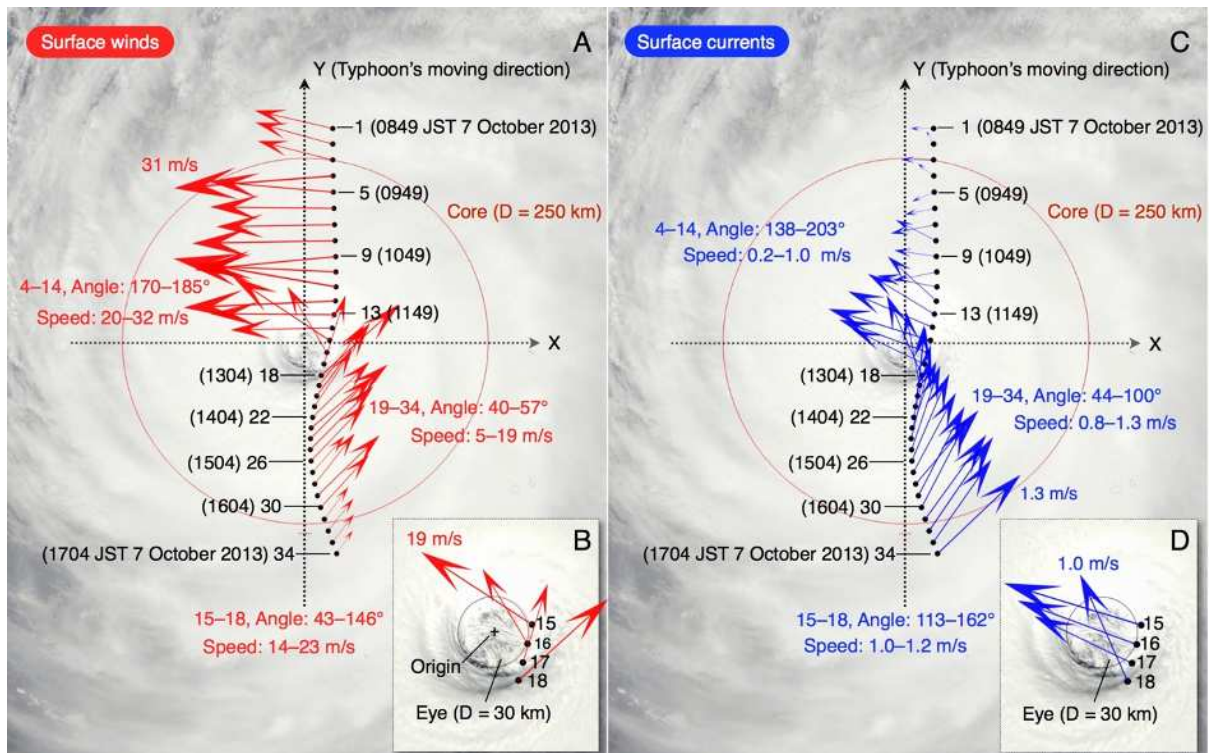 Surface winds
A
Y (Typhoon's moving direction)
1 (0849 JST 7 October 2013)
31 m/s
5 (0949)
Core (D = 250 km)
9 (1049)
4–14, Angle: 170–185°
Speed: 20–32 m/s
13 (1149)
X
(1304) 18
19–34, Angle: 40–57°
Speed: 5–19 m/s
(1404) 22
(1504) 26
(1604) 30
(1704 JST 7 October 2013) 34
15–18, Angle: 43–146°
Speed: 14–23 m/s
B
19 m/s
15
16
17
18
Origin
Eye (D = 30 km)
Surface currents
C
Y (Typhoon's moving direction)
1 (0849 JST 7 October 2013)
5 (0949)
Core (D = 250 km)
4–14, Angle: 138–203°
Speed: 0.2–1.0 m/s
9 (1049)
13 (1149)
X
(1304) 18
19–34, Angle: 44–100°
Speed: 0.8–1.3 m/s
(1404) 22
(1504) 26
1.3 m/s
(1604) 30
(1704 JST 7 October 2013) 34
15–18, Angle: 113–162°
Speed: 1.0–1.2 m/s
D
1.0 m/s
15
16
17
18
Eye (D = 30 km)